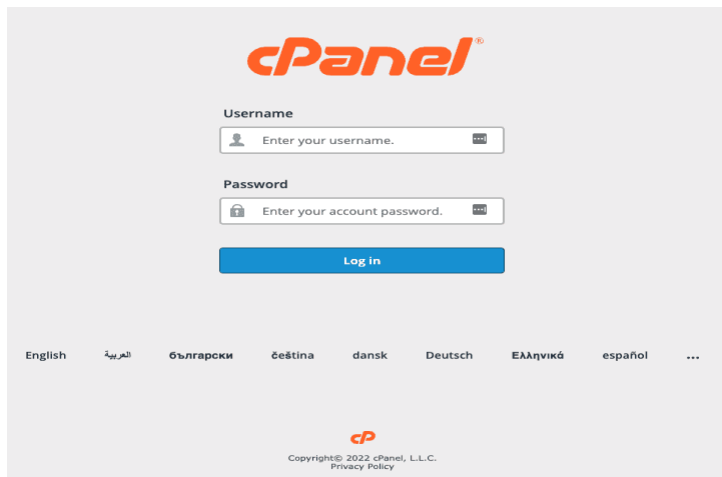 cPanel®
Username
Enter your username.
Password
Enter your account password.
Log in
English العربية български čeština dansk Deutsch Ελληνικά español ...
cP
Copyright© 2022 cPanel, L.L.C.
Privacy Policy